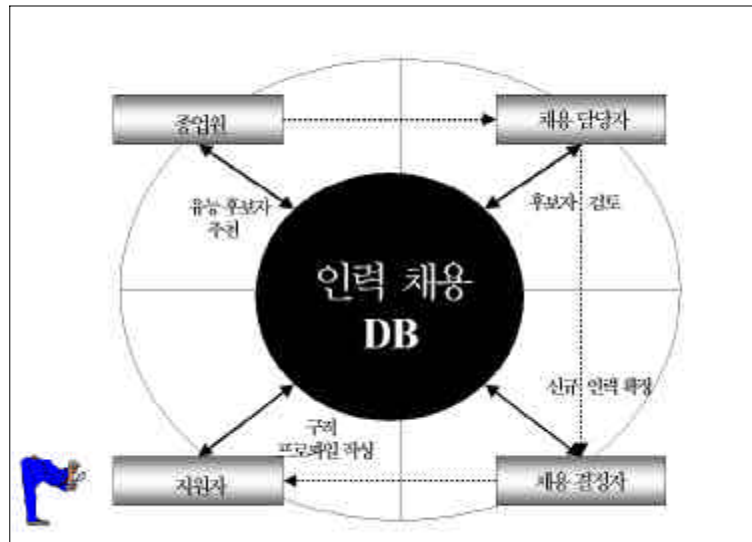 종업원
채용 담당자
유능 후보자
추천
후보자 검토
인력 채용
DB
신규 인력 확정
구직
프로파일 작성
지원자
채용 결정자